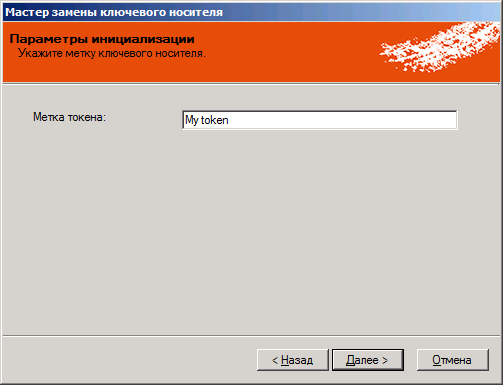 Мастер замены ключевого носителя
Параметры инициализации
Укажите метку ключевого носителя.
Метка токена: My token
< Назад Далее > Отмена